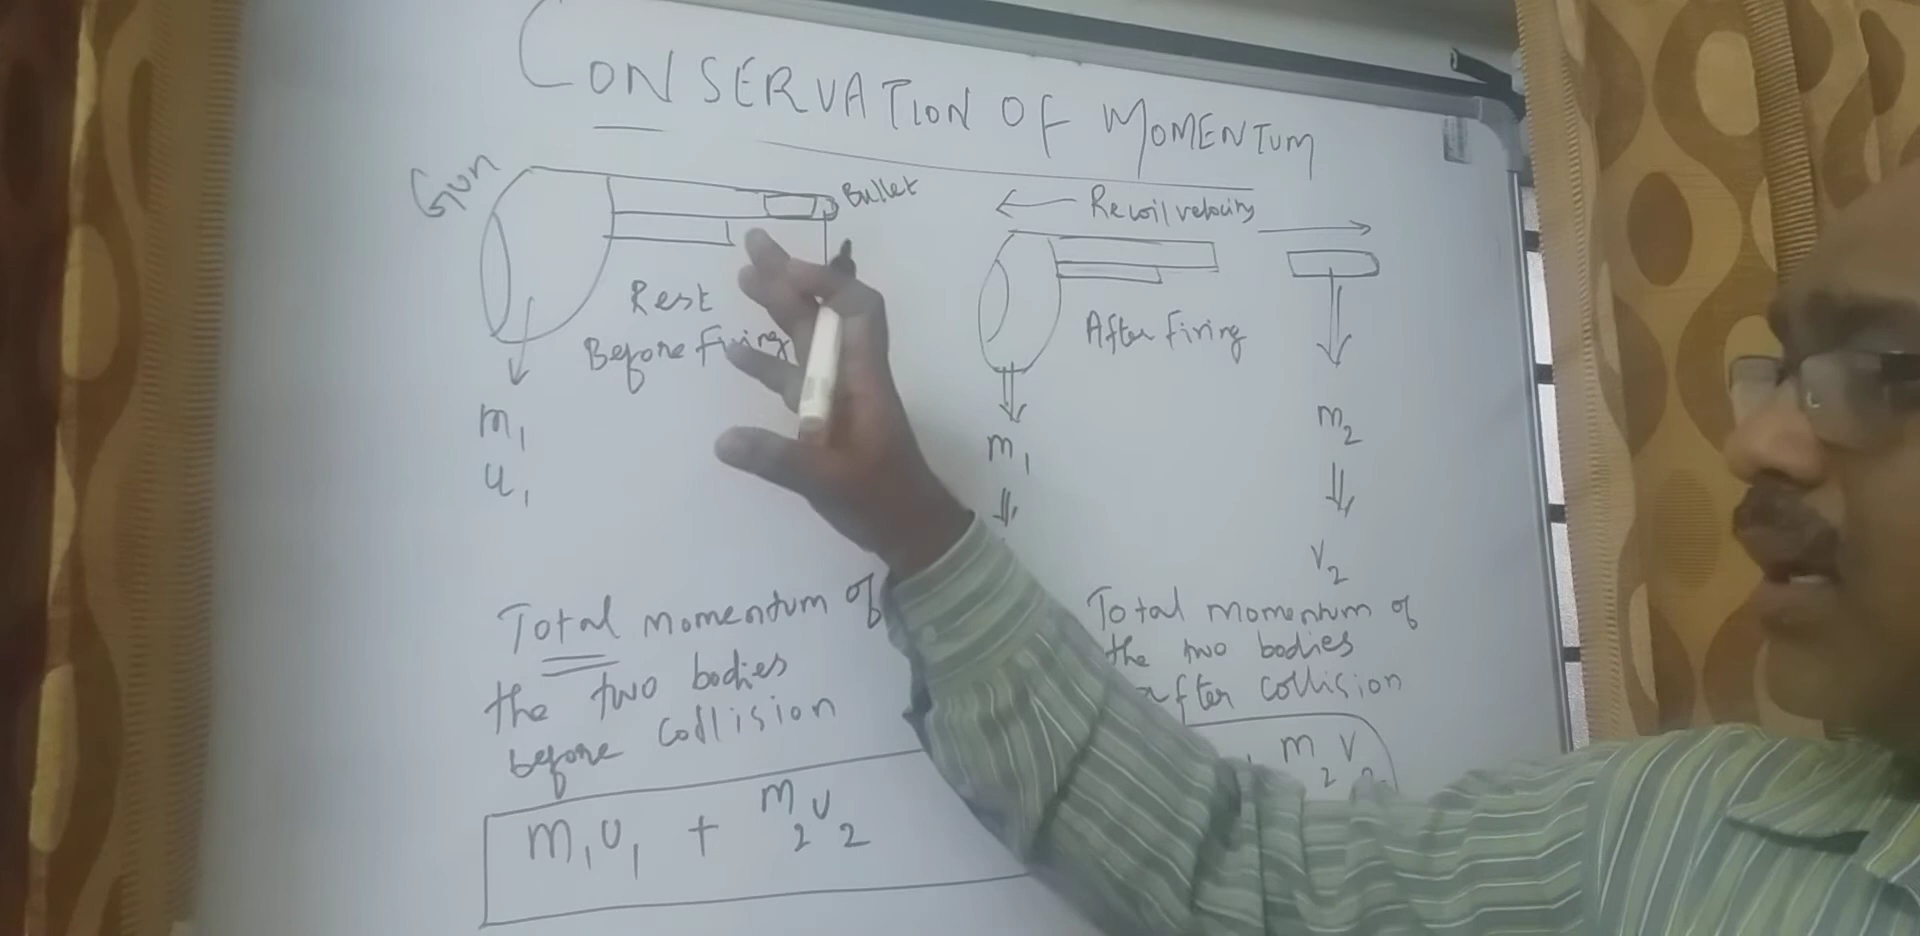 CONSERVATION OF MOMENTUM
Gun
Bullet
Rest
Before Firing
m1
u1
Recoil velocity
After Firing
m1
m2
v2
Total momentum of
the two bodies
before collision
m1u1 + m2u2
Total momentum of
the two bodies
after collision
m2v2